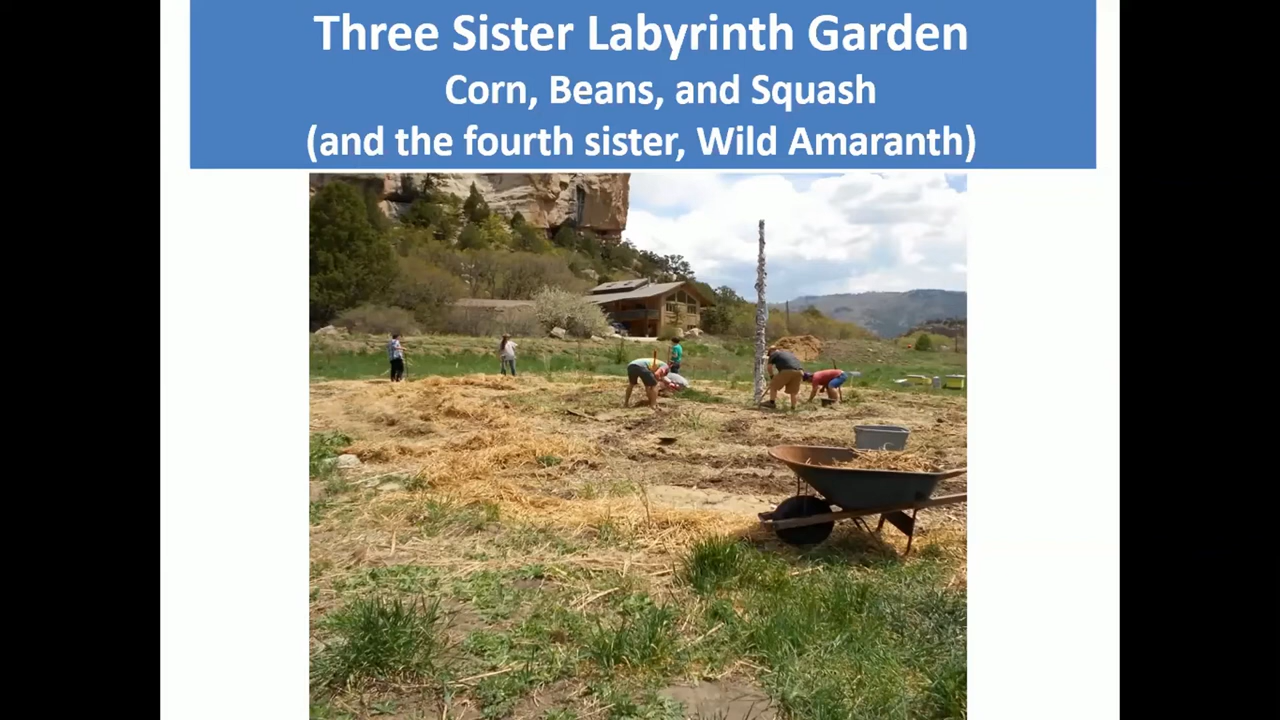 Three Sister Labyrinth Garden
Corn, Beans, and Squash
(and the fourth sister, Wild Amaranth)